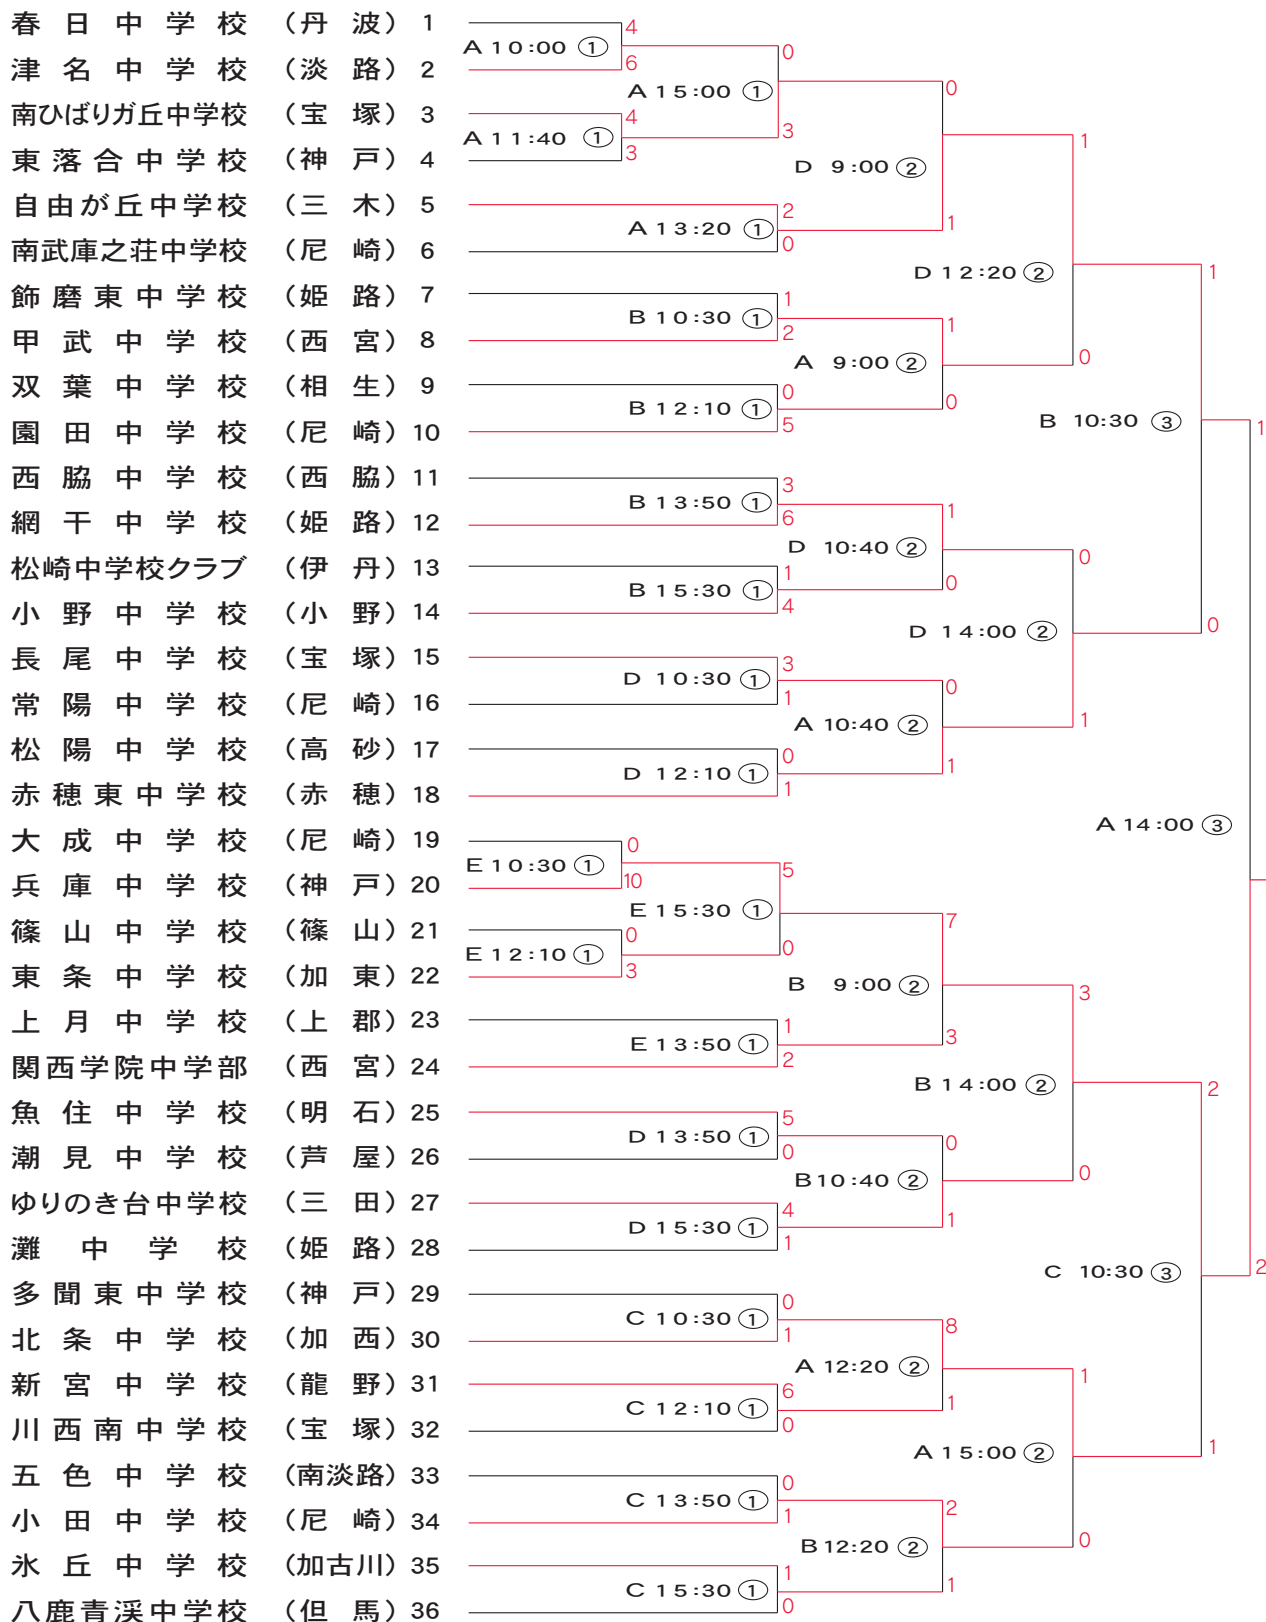 春日中学校 （丹波） 1
津名中学校 （淡路） 2
南ひばりガ丘中学校 （宝塚） 3
東落合中学校 （神戸） 4
自由が丘中学校 （三木） 5
南武庫之荘中学校 （尼崎） 6
飾磨東中学校 （姫路） 7
甲武中学校 （西宮） 8
双葉中学校 （相生） 9
園田中学校 （尼崎） 10
西脇中学校 （西脇） 11
網干中学校 （姫路） 12
松崎中学校クラブ （伊丹） 13
小野中学校 （小野） 14
長尾中学校 （宝塚） 15
常陽中学校 （尼崎） 16
松陽中学校 （高砂） 17
赤穂東中学校 （赤穂） 18
大成中学校 （尼崎） 19
兵庫中学校 （神戸） 20
篠山中学校 （篠山） 21
東条中学校 （加東） 22
上月中学校 （上郡） 23
関西学院中学部 （西宮） 24
魚住中学校 （明石） 25
潮見中学校 （芦屋） 26
ゆりのき台中学校 （三田） 27
灘中学校 （姫路） 28
多聞東中学校 （神戸） 29
北条中学校 （加西） 30
新宮中学校 （龍野） 31
川西南中学校 （宝塚） 32
五色中学校 （南淡路） 33
小田中学校 （尼崎） 34
氷丘中学校 （加古川） 35
八鹿青渓中学校 （但馬） 36
4
A 10:00 ①
6
4
A 11:40 ①
3
0
A 15:00 ①
3
2
A 13:20 ①
0
1
B 10:30 ①
2
0
B 12:10 ①
5
3
B 13:50 ①
6
1
B 15:30 ①
4
3
D 10:30 ①
1
0
D 12:10 ①
1
0
E 10:30 ①
10
0
E 12:10 ①
3
5
E 15:30 ①
0
1
E 13:50 ①
2
5
D 13:50 ①
0
4
D 15:30 ①
1
0
C 10:30 ①
1
6
C 12:10 ①
0
0
C 13:50 ①
1
1
C 15:30 ①
0
0
D 9:00 ②
1
1
A 9:00 ②
0
1
D 10:40 ②
0
0
A 10:40 ②
1
7
B 9:00 ②
3
0
B 10:40 ②
1
8
A 12:20 ②
1
2
B 12:20 ②
1
1
D 12:20 ②
0
0
D 14:00 ②
1
3
B 14:00 ②
0
1
A 15:00 ②
0
1
B 10:30 ③
0
2
C 10:30 ③
1
1
A 14:00 ③
2